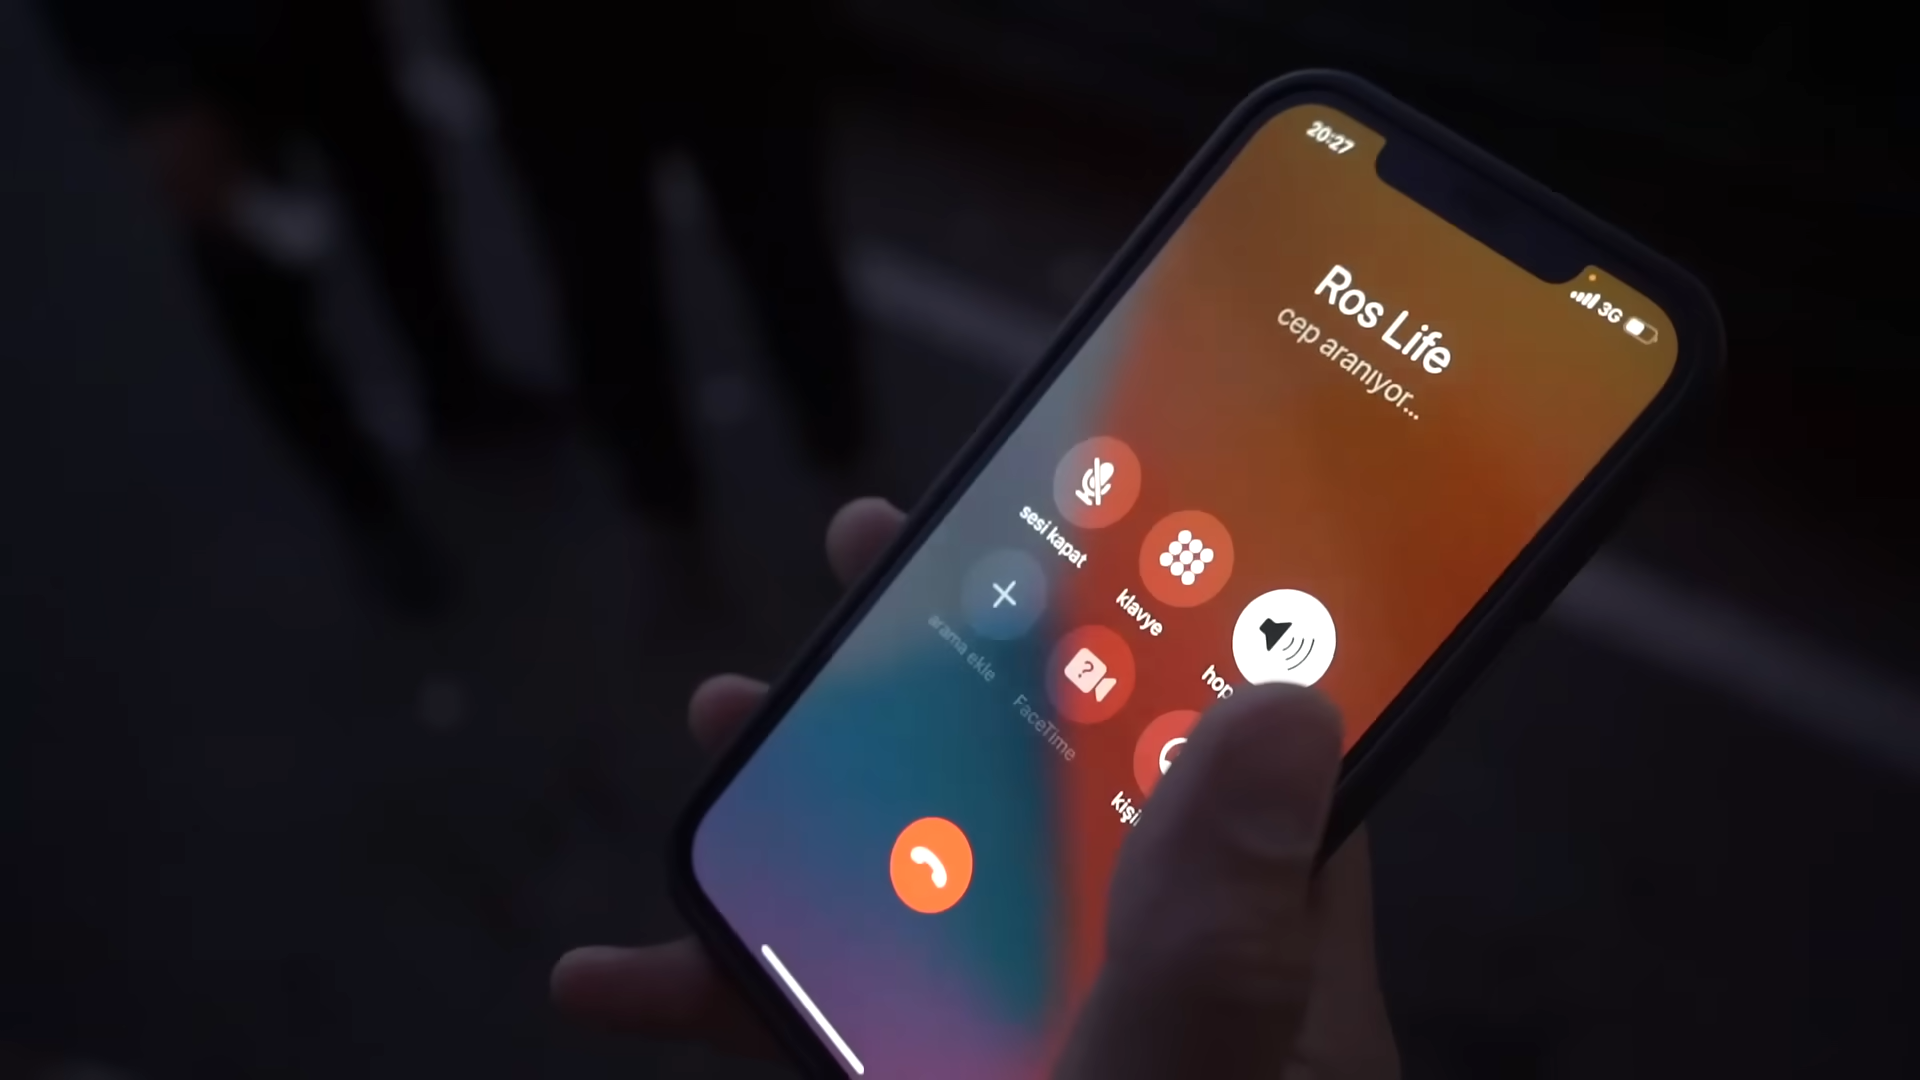 20:27
3G
Ros Life
cep aranıyor...
sesi kapat
klavye
arama ekle
FaceTime